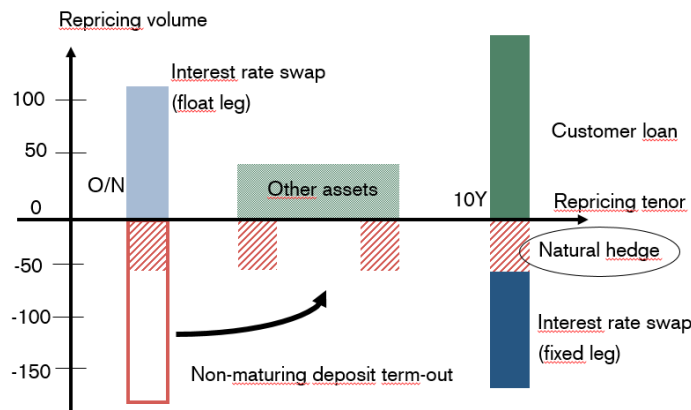 Repricing volume
Interest rate swap
(float leg)
100
50
Customer loan
O/N
Other assets
10Y
Repricing tenor
0
Natural hedge
-50
-100
Interest rate swap
(fixed leg)
-150
Non-maturing deposit term-out